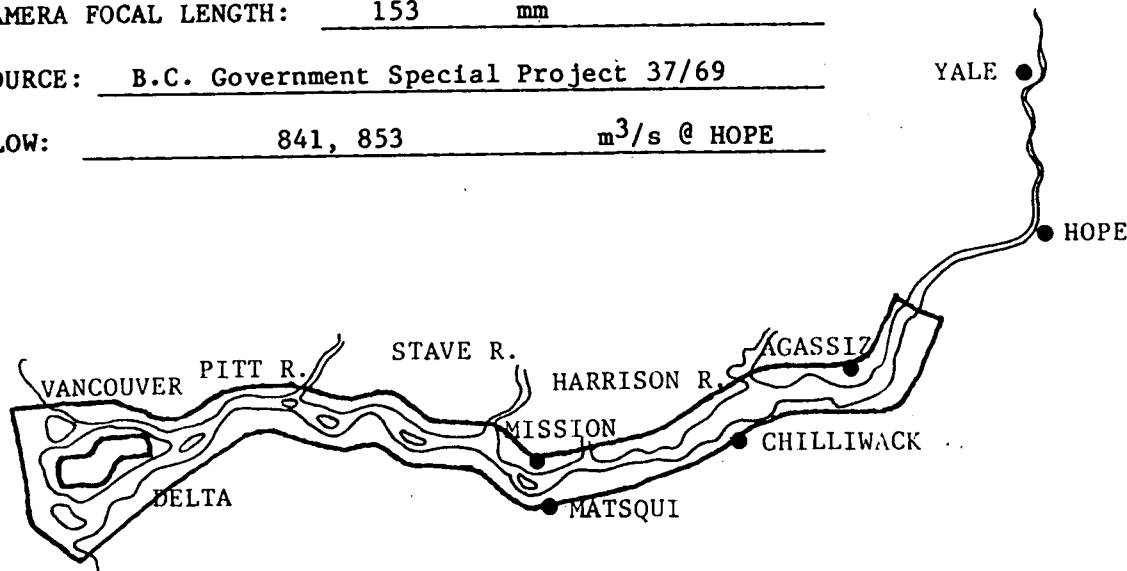 AMERA FOCAL LENGTH: 153 mm
OURCE: B.C. Government Special Project 37/69
LOW: 841, 853 m3/s @ HOPE
YALE
HOPE
AGASSIZ
STAVE R.
PITT R.
HARRISON R.
VANCOUVER
MISSION
CHILLIWACK
DELTA
MATSQUI